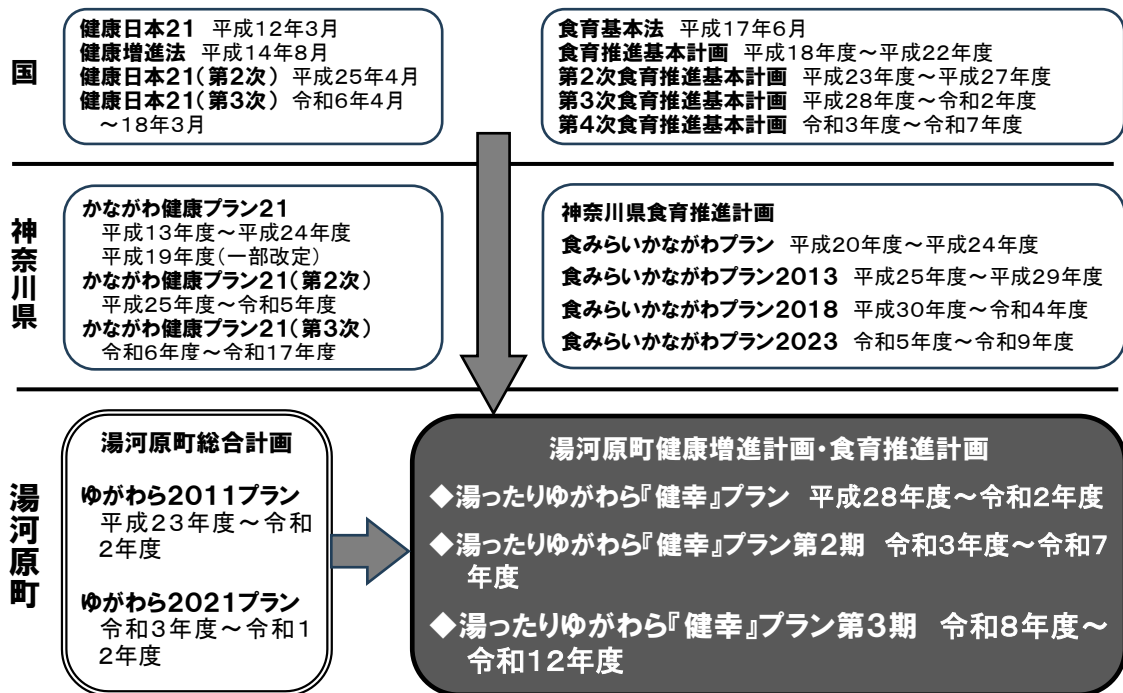 国
健康日本21 平成12年3月
健康増進法 平成14年8月
健康日本21(第2次) 平成25年4月
健康日本21(第3次) 令和6年4月
～18年3月
食育基本法 平成17年6月
食育推進基本計画 平成18年度～平成22年度
第2次食育推進基本計画 平成23年度～平成27年度
第3次食育推進基本計画 平成28年度～令和2年度
第4次食育推進基本計画 令和3年度～令和7年度
神奈川県
かながわ健康プラン21
平成13年度～平成24年度
平成19年度(一部改定)
かながわ健康プラン21(第2次)
平成25年度～令和5年度
かながわ健康プラン21(第3次)
令和6年度～令和17年度
神奈川県食育推進計画
食みらいかながわプラン 平成20年度～平成24年度
食みらいかながわプラン2013 平成25年度～平成29年度
食みらいかながわプラン2018 平成30年度～令和4年度
食みらいかながわプラン2023 令和5年度～令和9年度
湯河原町
湯河原町総合計画
ゆがわら2011プラン
平成23年度～令和
2年度
ゆがわら2021プラン
令和3年度～令和1
2年度
湯河原町健康増進計画・食育推進計画
◆湯ったりゆがわら『健幸』プラン 平成28年度～令和2年度
◆湯ったりゆがわら『健幸』プラン第2期 令和3年度～令和7
年度
◆湯ったりゆがわら『健幸』プラン第3期 令和8年度～
令和12年度